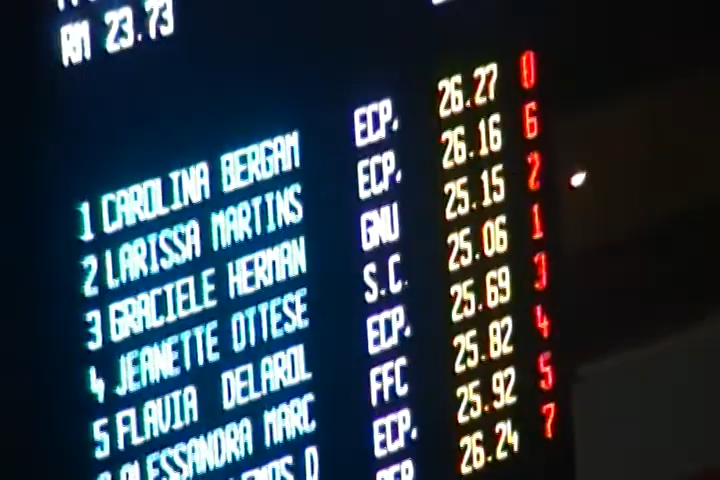 RM 23.73
1 CAROLINA BERGAM ECP. 26.27 8
2 LARISSA MARTINS ECP. 26.16 6
3 GRACIELE HERMAN GNU 25.15 2
4 JEANETTE OTTESE S.C. 25.06 1
5 FLAVIA DELAROL ECP. 25.69 3
ALESSANDRA MARC FFC 25.82 4
D ECP. 25.92 5
26.24 7